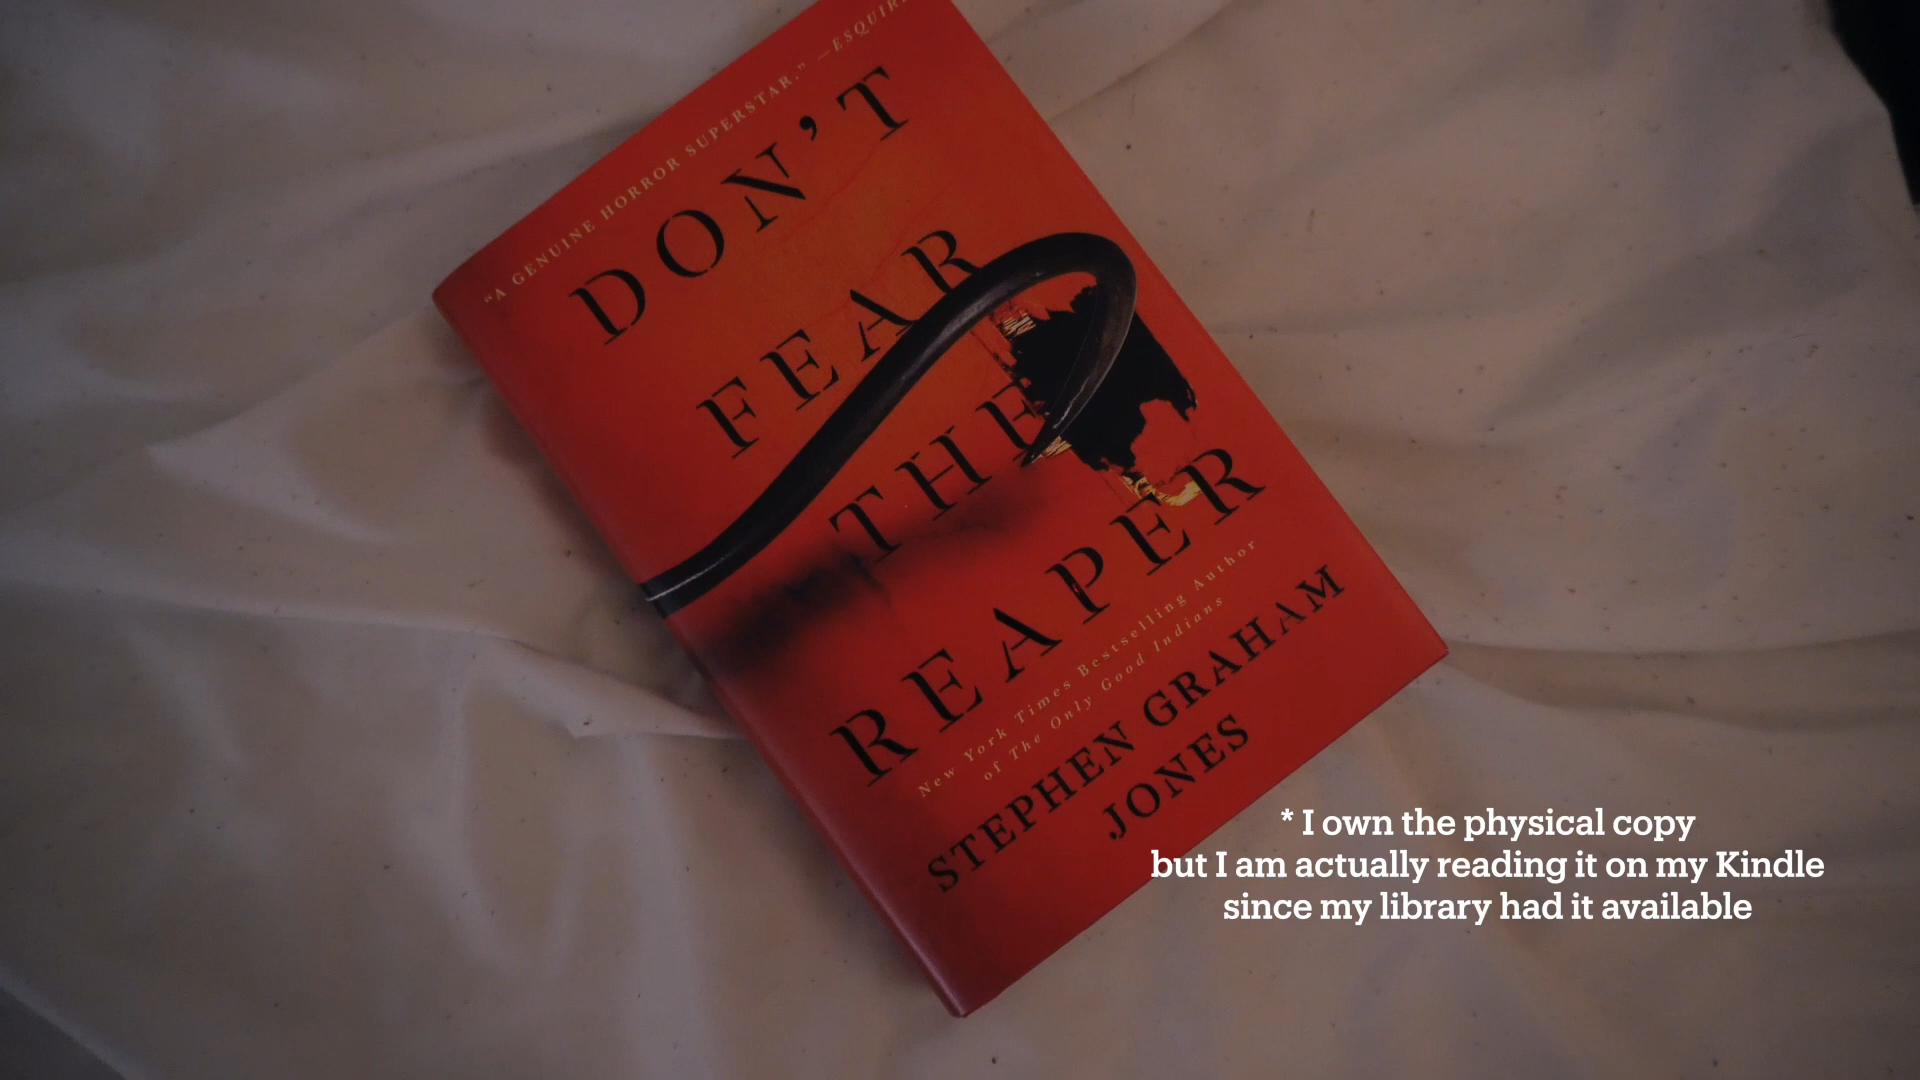 “A GENUINE HORROR SUPERSTAR.” —ESQUIRE
DON’T
FEAR
THE
REAPER
New York Times Bestselling Author
of The Only Good Indians
STEPHEN GRAHAM
JONES
* I own the physical copy
but I am actually reading it on my Kindle
since my library had it available